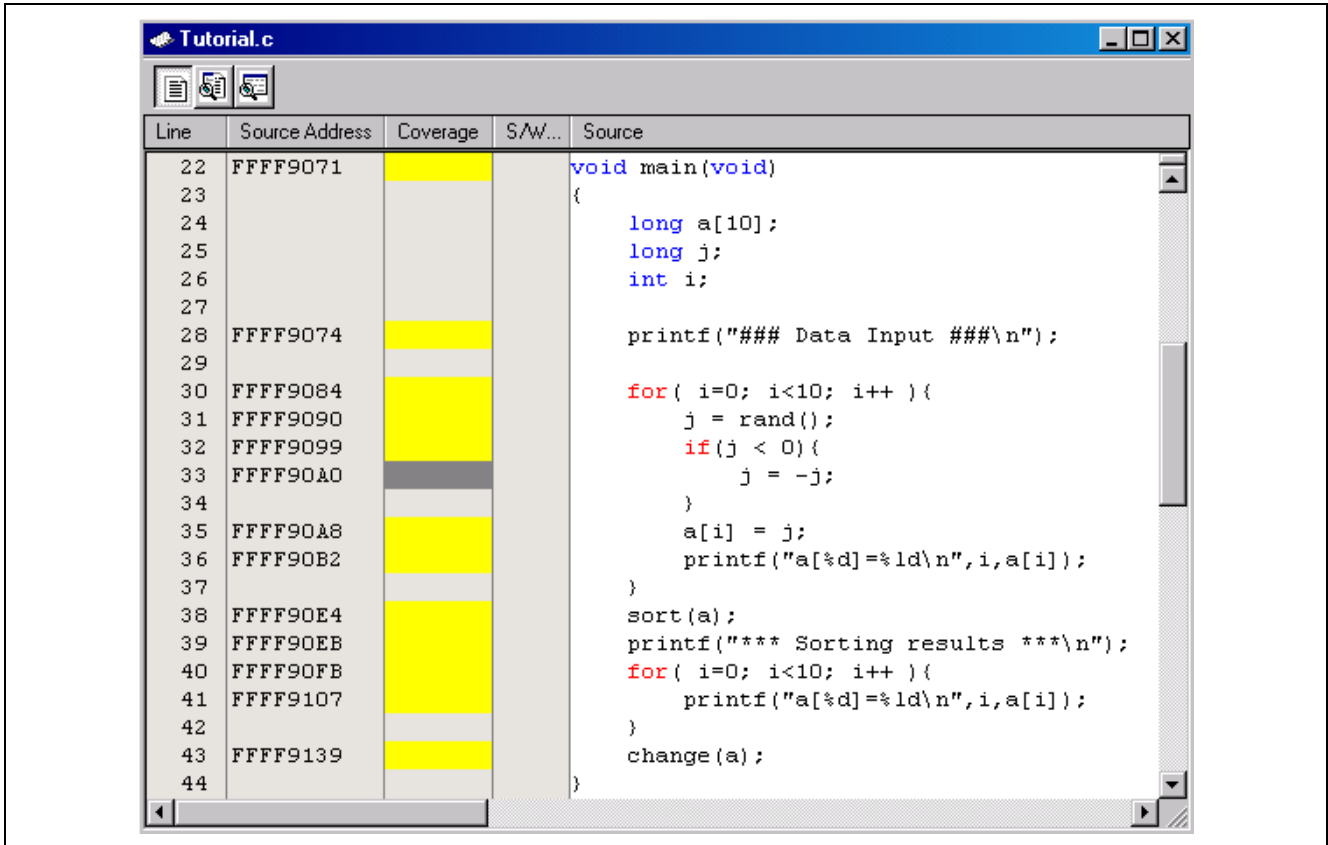 Tutorial.c
Line Source Address Coverage S/W... Source
22 FFFF9071 void main(void)
23 {
24 long a[10];
25 long j;
26 int i;
27
28 FFFF9074 printf("### Data Input ###\n");
29
30 FFFF9084 for( i=0; i<10; i++ ){
31 FFFF9090 j = rand();
32 FFFF9099 if(j < 0){
33 FFFF90A0 j = -j;
34 }
35 FFFF90A8 a[i] = j;
36 FFFF90B2 printf("a[%d]=%ld\n",i,a[i]);
37 }
38 FFFF90E4 sort(a);
39 FFFF90EB printf("*** Sorting results ***\n");
40 FFFF90FB for( i=0; i<10; i++ ){
41 FFFF9107 printf("a[%d]=%ld\n",i,a[i]);
42 }
43 FFFF9139 change(a);
44 }